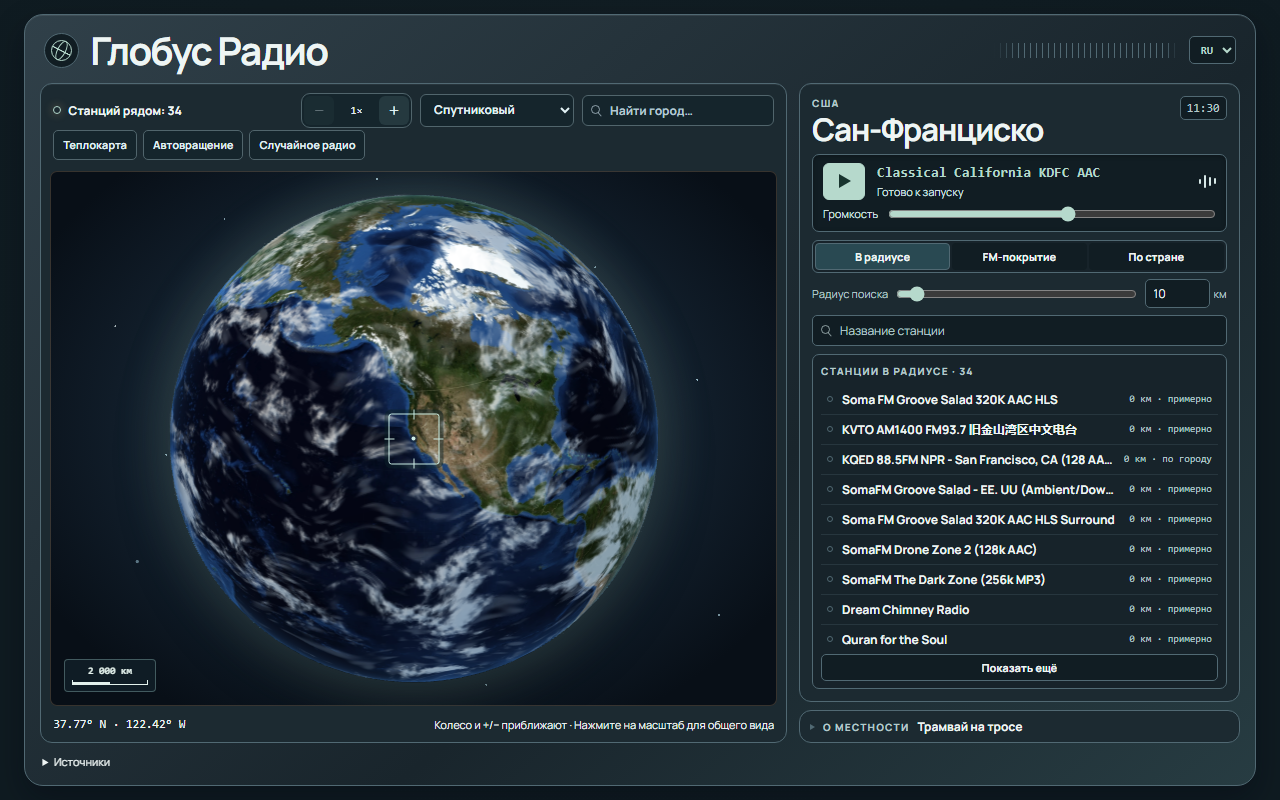 Глобус Радио
RU
Станций рядом: 34
− 1× +
Спутниковый
Найти город…
Теплокарта
Автовращение
Случайное радио
2 000 км
37.77° N · 122.42° W
Колесо и +/− приближают · Нажмите на масштаб для общего вида
США
11:30
Сан-Франциско
Classical California KDFC AAC
Готово к запуску
Громкость
В радиусе
FM-покрытие
По стране
Радиус поиска
10 км
Название станции
СТАНЦИИ В РАДИУСЕ · 34
Soma FM Groove Salad 320K AAC HLS 0 км · примерно
KVTO AM1400 FM93.7 旧金山湾区中文电台 0 км · примерно
KQED 88.5FM NPR - San Francisco, CA (128 AA… 0 км · по городу
SomaFM Groove Salad - EE. UU (Ambient/Dow… 0 км · примерно
Soma FM Groove Salad 320K AAC HLS Surround 0 км · примерно
SomaFM Drone Zone 2 (128k AAC) 0 км · примерно
SomaFM The Dark Zone (256k MP3) 0 км · примерно
Dream Chimney Radio 0 км · примерно
Quran for the Soul 0 км · примерно
Показать ещё
О МЕСТНОСТИ Трамвай на тросе
Источники